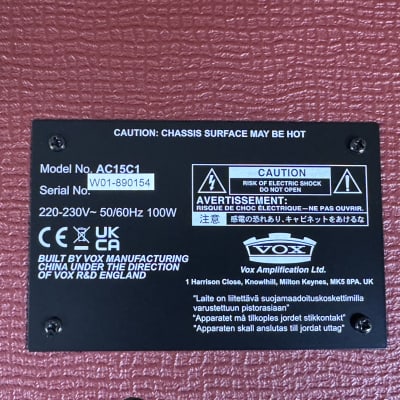 CAUTION: CHASSIS SURFACE MAY BE HOT
Model No. AC15C1
Serial No. W01-890154
220-230V~ 50/60Hz 100W
CE UK CA
BUILT BY VOX MANUFACTURING
CHINA UNDER THE DIRECTION
OF VOX R&D ENGLAND
CAUTION
RISK OF ELECTRIC SHOCK
DO NOT OPEN
AVERTISSEMENT:
RISQUE DE CHOC ÉLECTRIQUE—NE PAS OUVRIR.
注意 感電の恐れあり、キャビネットをあけるな
VOX
Vox Amplification Ltd.
1 Harrison Close, Knowlhill, Milton Keynes, MK5 8PA. UK
"Laite on liitettävä suojamaadoituskoskettimilla
varustettuun pistorasiaan"
"Apparatet må tilkoples jordet stikkontakt"
"Apparaten skall anslutas till jordat uttag"